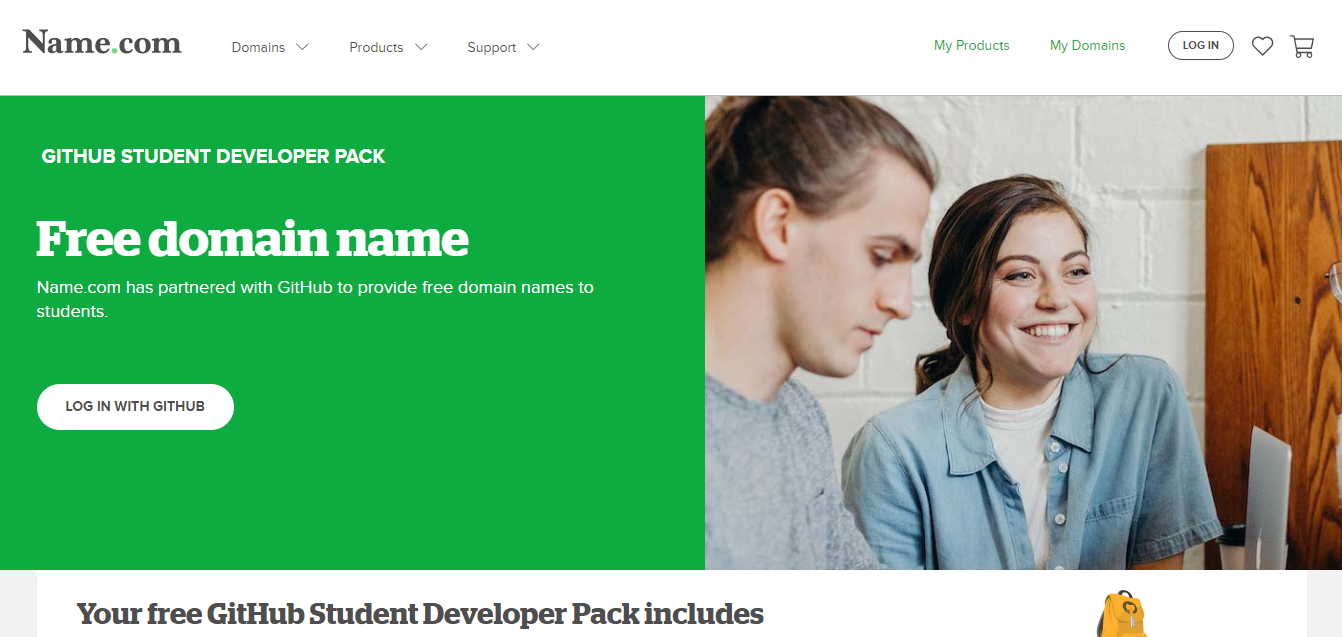 Name.com
Domains
Products
Support
My Products
My Domains
LOG IN
GITHUB STUDENT DEVELOPER PACK
Free domain name
Name.com has partnered with GitHub to provide free domain names to
students.
LOG IN WITH GITHUB
Your free GitHub Student Developer Pack includes